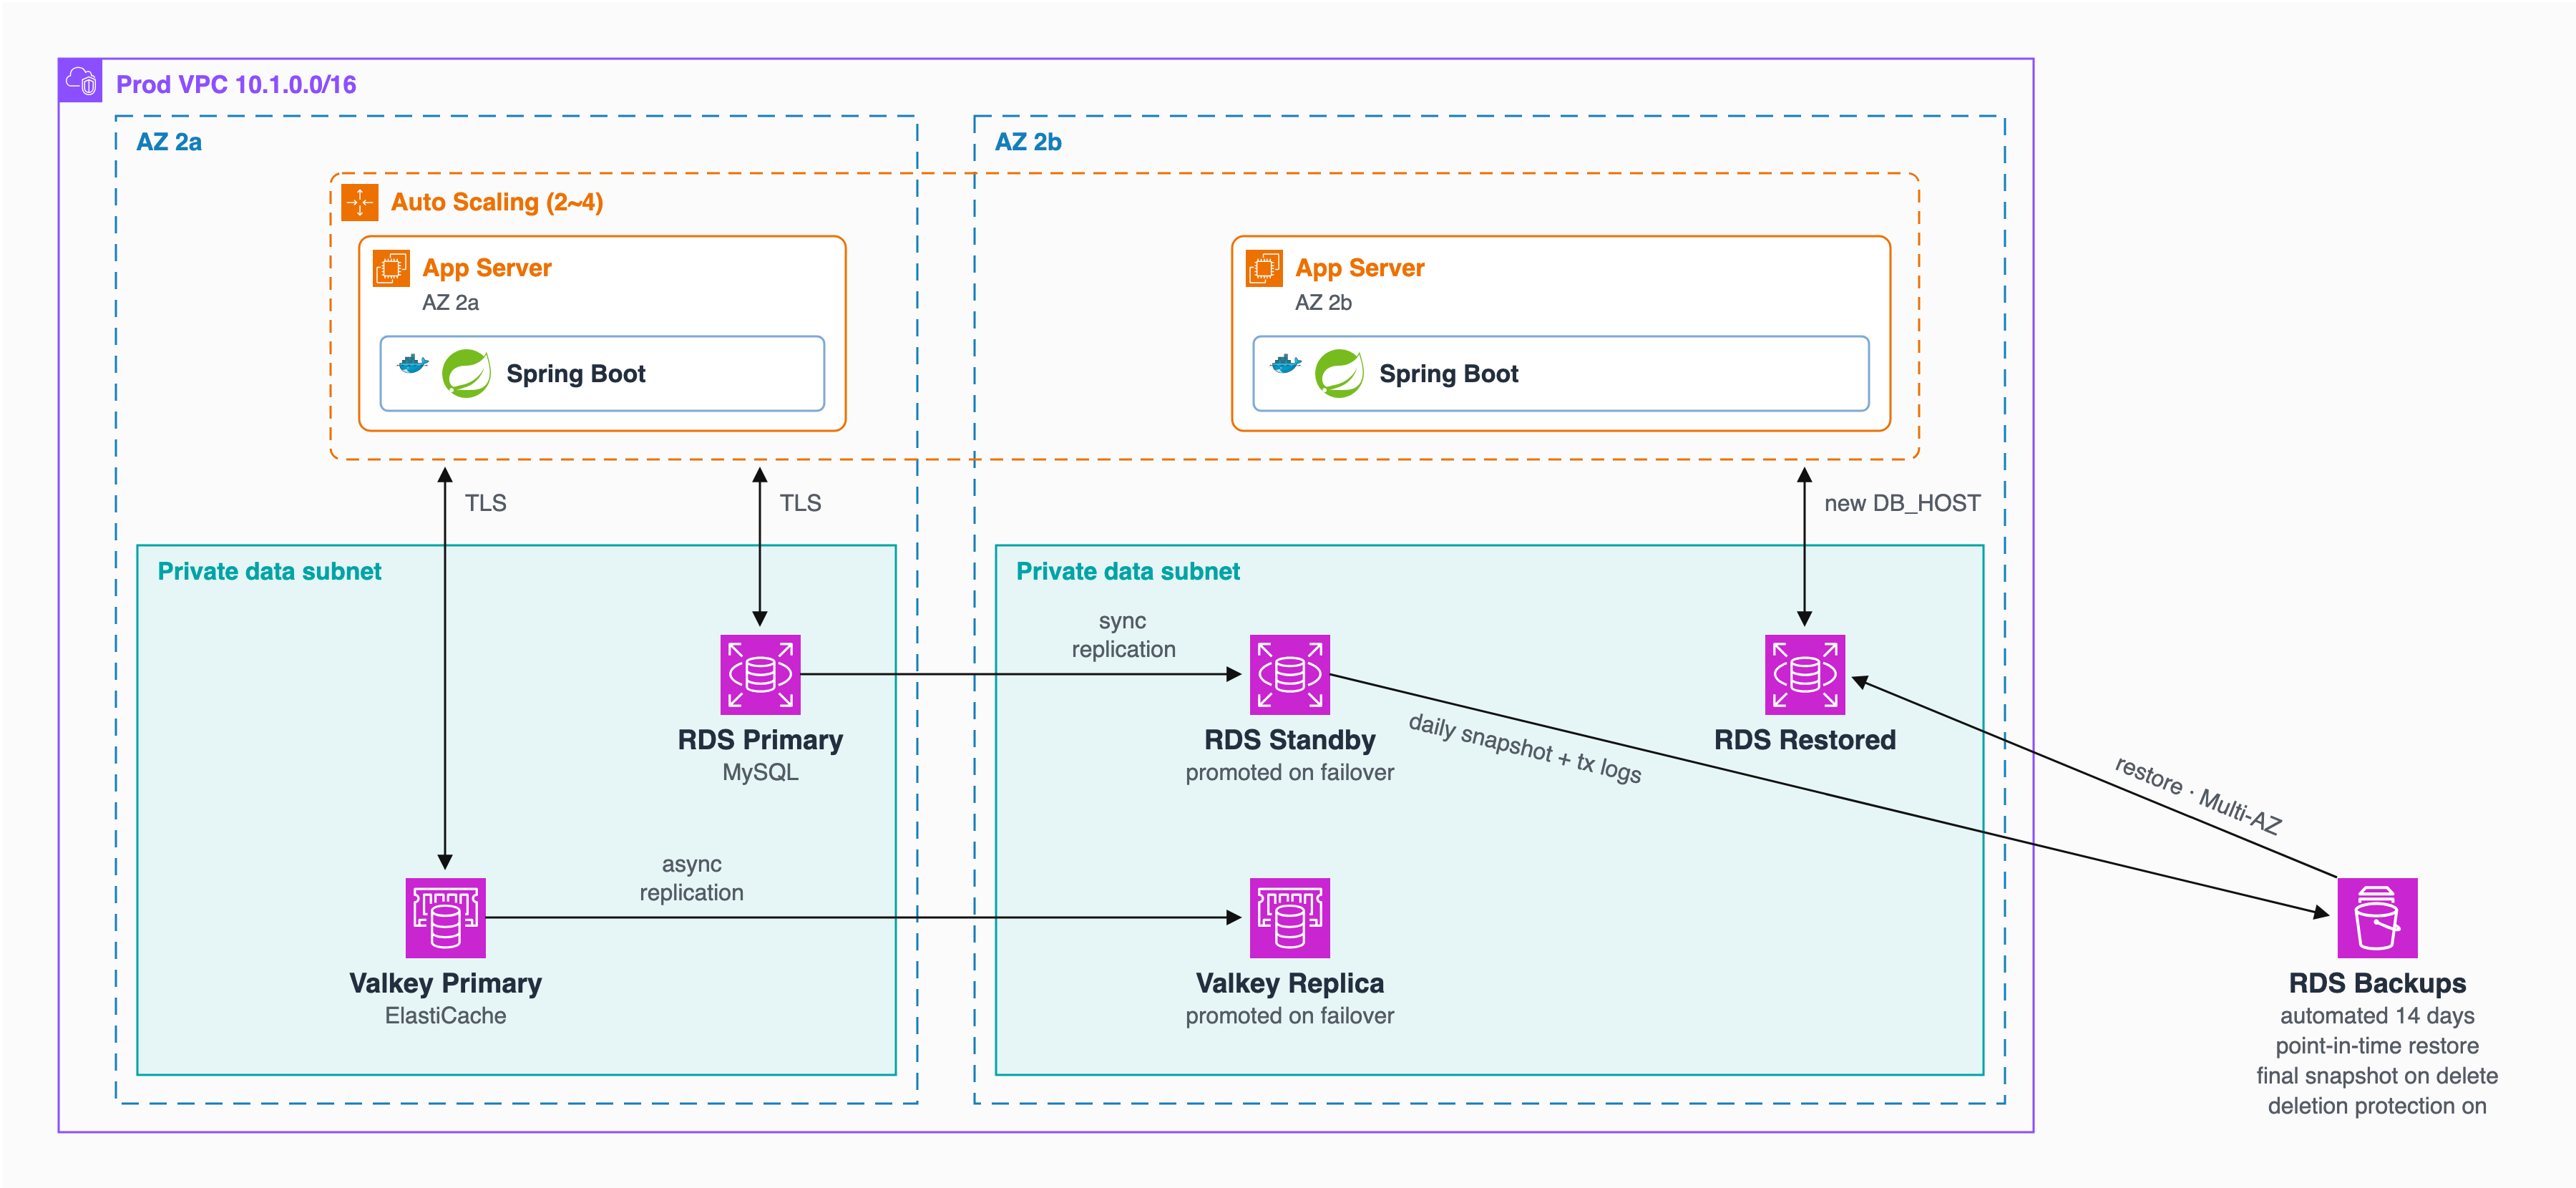 Prod VPC 10.1.0.0/16
AZ 2a
AZ 2b
Auto Scaling (2~4)
App Server
AZ 2a
Spring Boot
App Server
AZ 2b
Spring Boot
TLS
TLS
new DB_HOST
Private data subnet
Private data subnet
sync
replication
RDS Primary
MySQL
RDS Standby
promoted on failover
daily snapshot + tx logs
RDS Restored
restore · Multi-AZ
async
replication
Valkey Primary
ElastiCache
Valkey Replica
promoted on failover
RDS Backups
automated 14 days
point-in-time restore
final snapshot on delete
deletion protection on